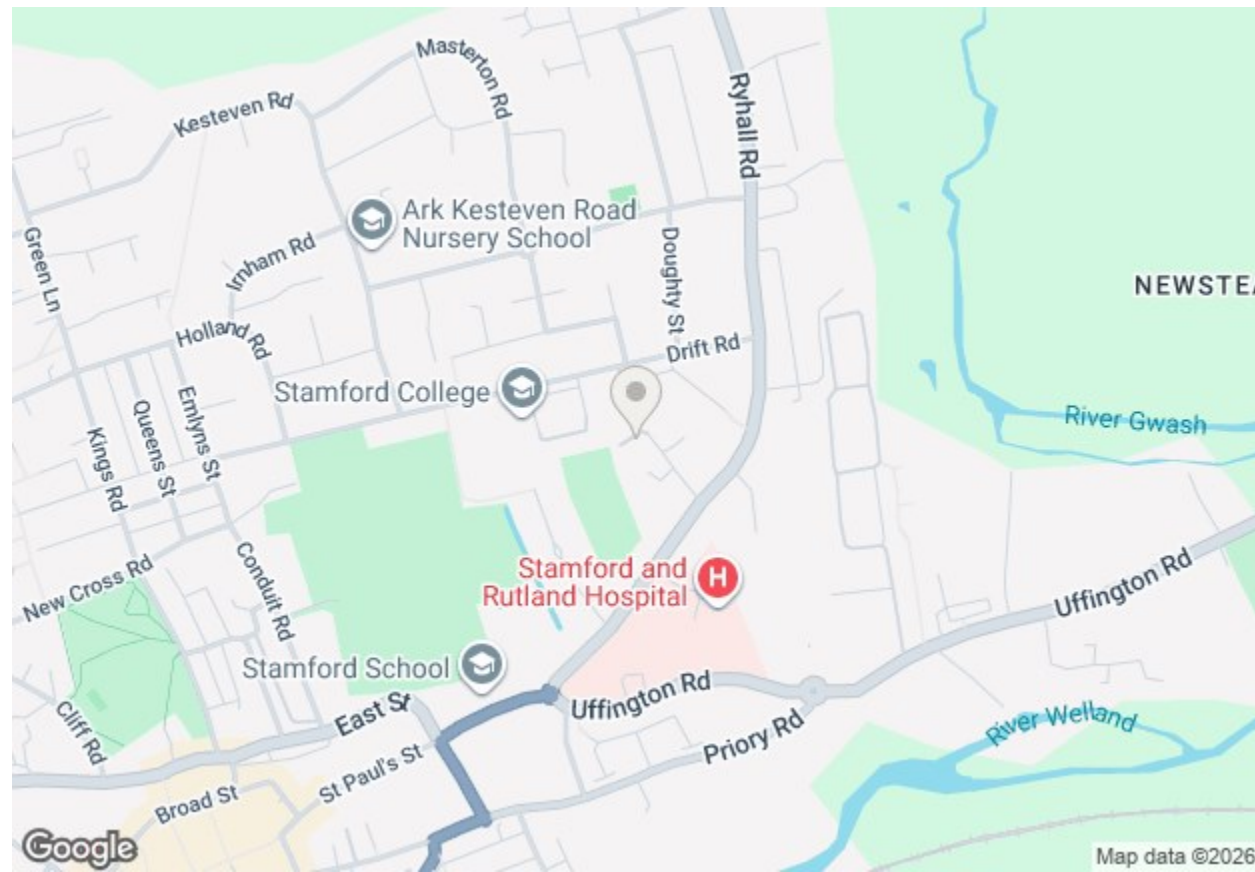 Masterton Rd
Kesteven Rd
Ryhall Rd
Ark Kesteven Road
Nursery School
Green Ln
Irnham Rd
Doughty St
NEWSTEA
Holland Rd
Drift Rd
Stamford College
Emlyns St
Queens St
Kings Rd
River Gwash
New Cross Rd
Conduit Rd
Stamford and
Rutland Hospital
H
Uffington Rd
Stamford School
Uffington Rd
East St
Cliff Rd
Priory Rd
River Welland
St Paul's St
Broad St
Google
Map data ©2026